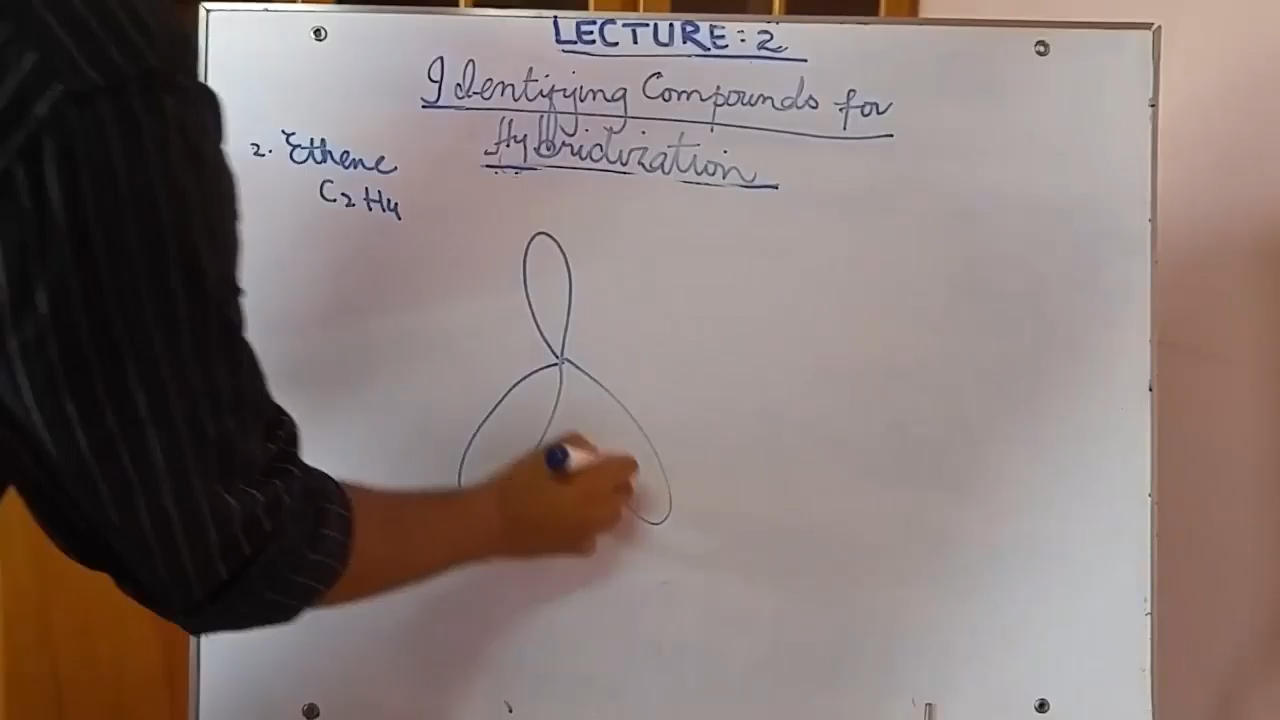 LECTURE: 2
Identifying Compounds for
Hybridization
2. Ethene
C2H4